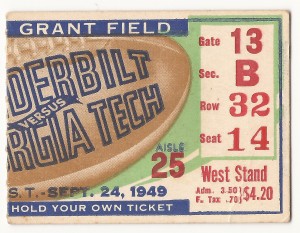 GRANT FIELD
DERBILT
VERSUS
RGIA TECH
AISLE
25
S.T. - SEPT. 24, 1949
HOLD YOUR OWN TICKET
Gate 13
Sec. B
Row 32
Seat 14
West Stand
Adm. 3.50
F. Tax .70
$4.20